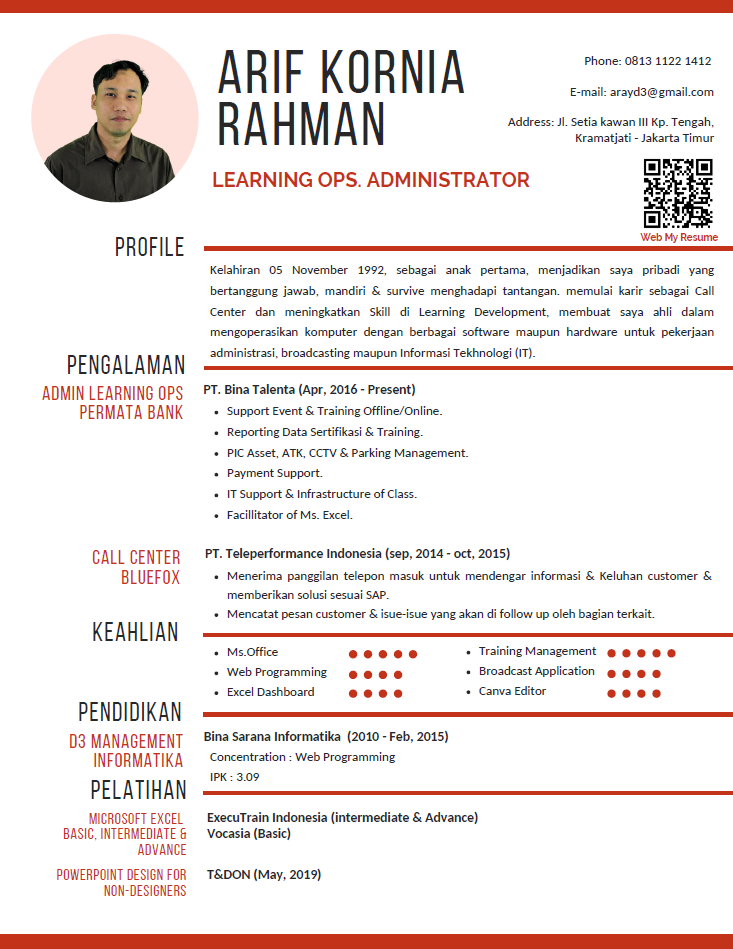 ARIF KORNIA
RAHMAN
LEARNING OPS. ADMINISTRATOR
Phone: 0813 1122 1412
E-mail: arayd3@gmail.com
Address: Jl. Setia kawan III Kp. Tengah,
Kramatjati - Jakarta Timur
Web My Resume
PROFILE
Kelahiran 05 November 1992, sebagai anak pertama, menjadikan saya pribadi yang
bertanggung jawab, mandiri & survive menghadapi tantangan. memulai karir sebagai Call
Center dan meningkatkan Skill di Learning Development, membuat saya ahli dalam
mengoperasikan komputer dengan berbagai software maupun hardware untuk pekerjaan
administrasi, broadcasting maupun Informasi Tekhnologi (IT).
PENGALAMAN
ADMIN LEARNING OPS
PERMATA BANK
PT. Bina Talenta (Apr, 2016 - Present)
• Support Event & Training Offline/Online.
• Reporting Data Sertifikasi & Training.
• PIC Asset, ATK, CCTV & Parking Management.
• Payment Support.
• IT Support & Infrastructure of Class.
• Facillitator of Ms. Excel.
CALL CENTER
BLUEFOX
PT. Teleperformance Indonesia (sep, 2014 - oct, 2015)
• Menerima panggilan telepon masuk untuk mendengar informasi & Keluhan customer &
memberikan solusi sesuai SAP.
• Mencatat pesan customer & isue-isue yang akan di follow up oleh bagian terkait.
KEAHLIAN
• Ms.Office
• Web Programming
• Excel Dashboard
• Training Management
• Broadcast Application
• Canva Editor
PENDIDIKAN
D3 MANAGEMENT
INFORMATIKA
Bina Sarana Informatika (2010 - Feb, 2015)
Concentration : Web Programming
IPK : 3.09
PELATIHAN
MICROSOFT EXCEL
BASIC, INTERMEDIATE &
ADVANCE
ExecuTrain Indonesia (intermediate & Advance)
Vocasia (Basic)
POWERPOINT DESIGN FOR
NON-DESIGNERS
T&DON (May, 2019)